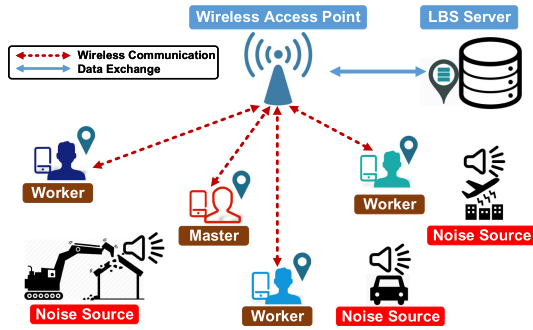 Wireless Access Point
LBS Server
Wireless Communication
Data Exchange
Worker
Worker
Master
Noise Source
Noise Source
Worker
Noise Source